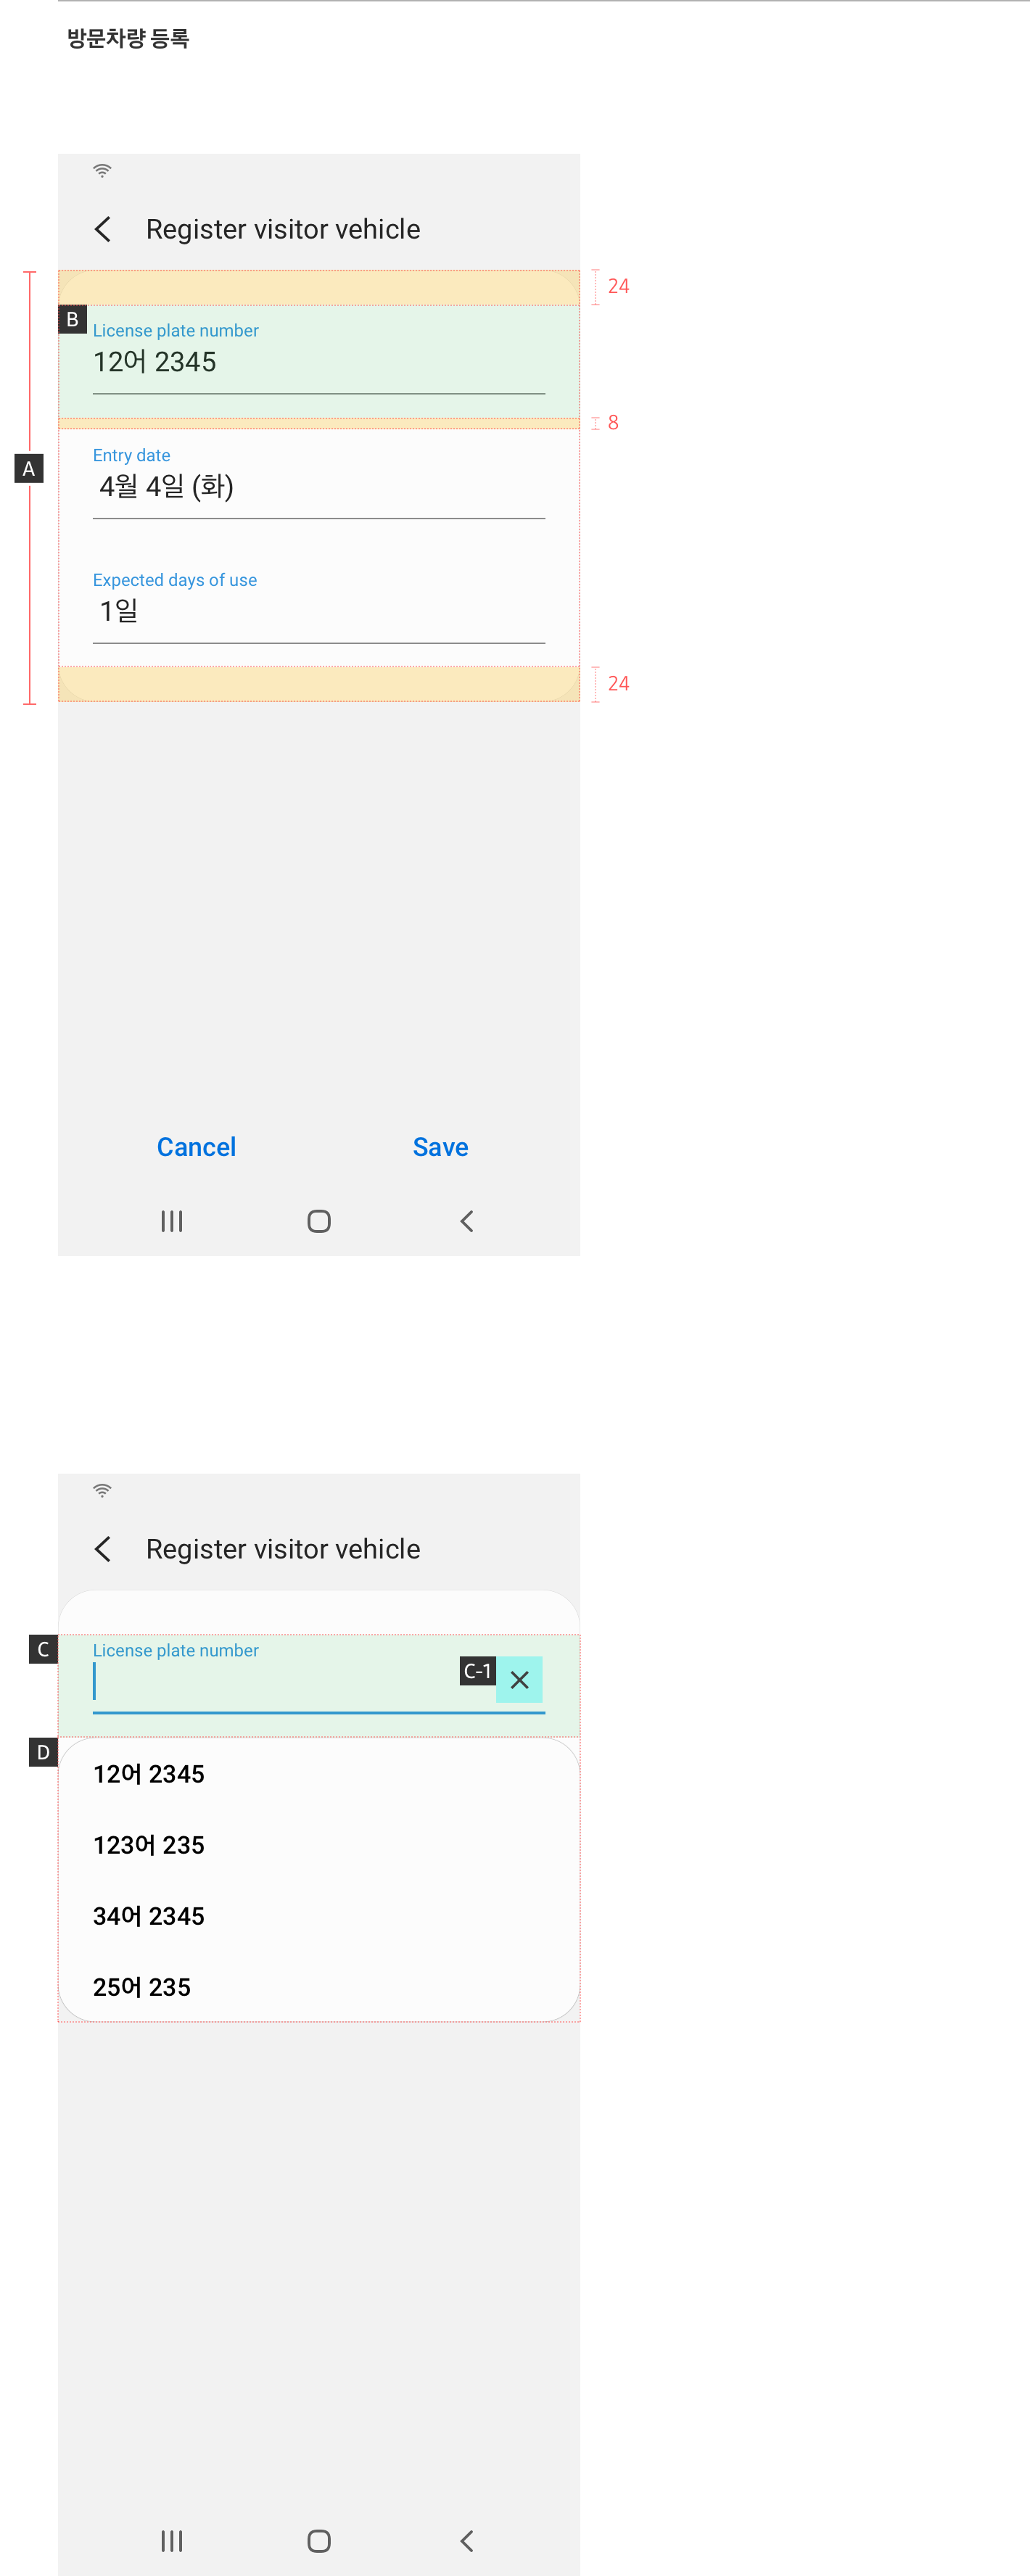 방문차량 등록
Register visitor vehicle
24
B
License plate number
12어 2345
8
Entry date
A
4월 4일 (화)
Expected days of use
1일
24
Cancel
Save
Register visitor vehicle
C
License plate number
C-1
D
12어 2345
123어 235
34어 2345
25어 235